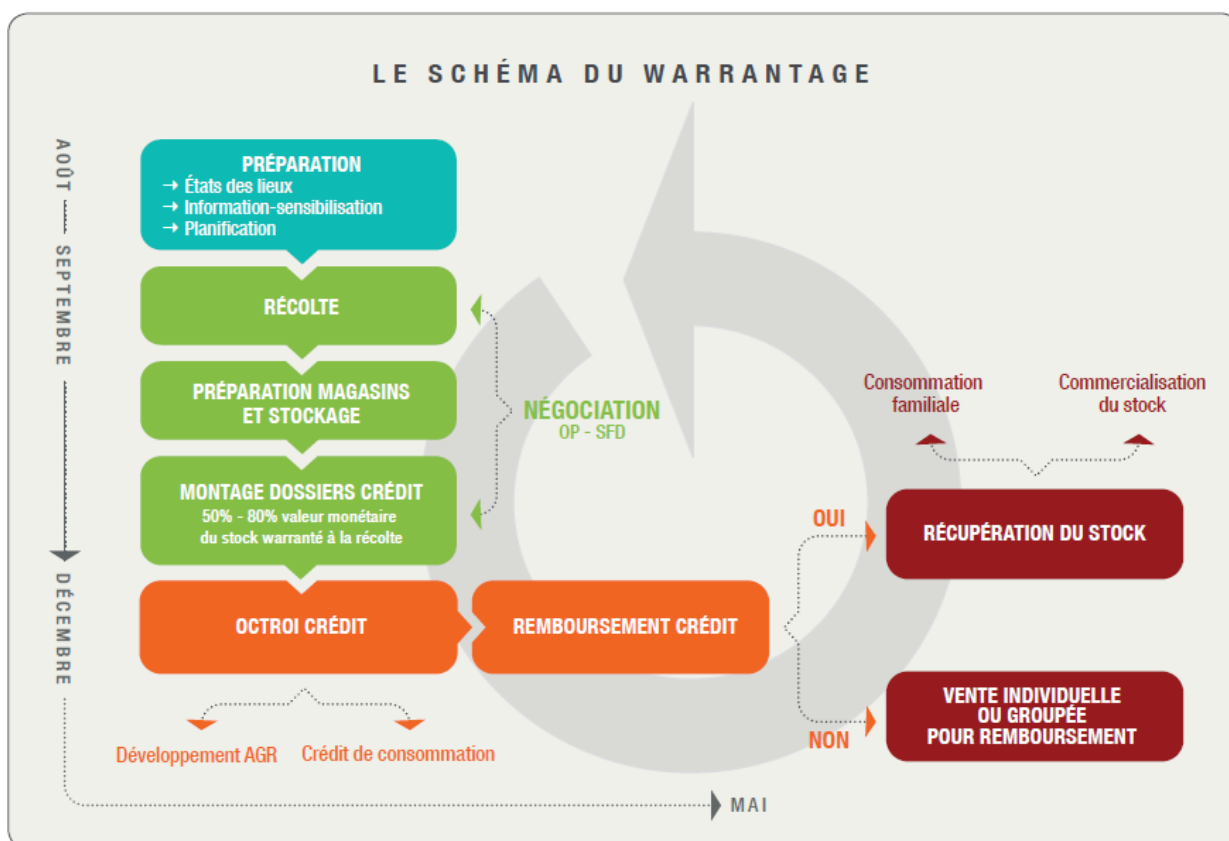 LE SCHÉMA DU WARRANTAGE
AOÛT
SEPTEMBRE
DÉCEMBRE
MAI
PRÉPARATION
→ États des lieux
→ Information-sensibilisation
→ Planification
RÉCOLTE
PRÉPARATION MAGASINS
ET STOCKAGE
MONTAGE DOSSIERS CRÉDIT
50% - 80% valeur monétaire
du stock warranté à la récolte
NÉGOCIATION
OP - SFD
OCTROI CRÉDIT
Développement AGR
Crédit de consommation
REMBOURSEMENT CRÉDIT
OUI
RÉCUPÉRATION DU STOCK
Consommation
familiale
Commercialisation
du stock
NON
VENTE INDIVIDUELLE
OU GROUPÉE
POUR REMBOURSEMENT